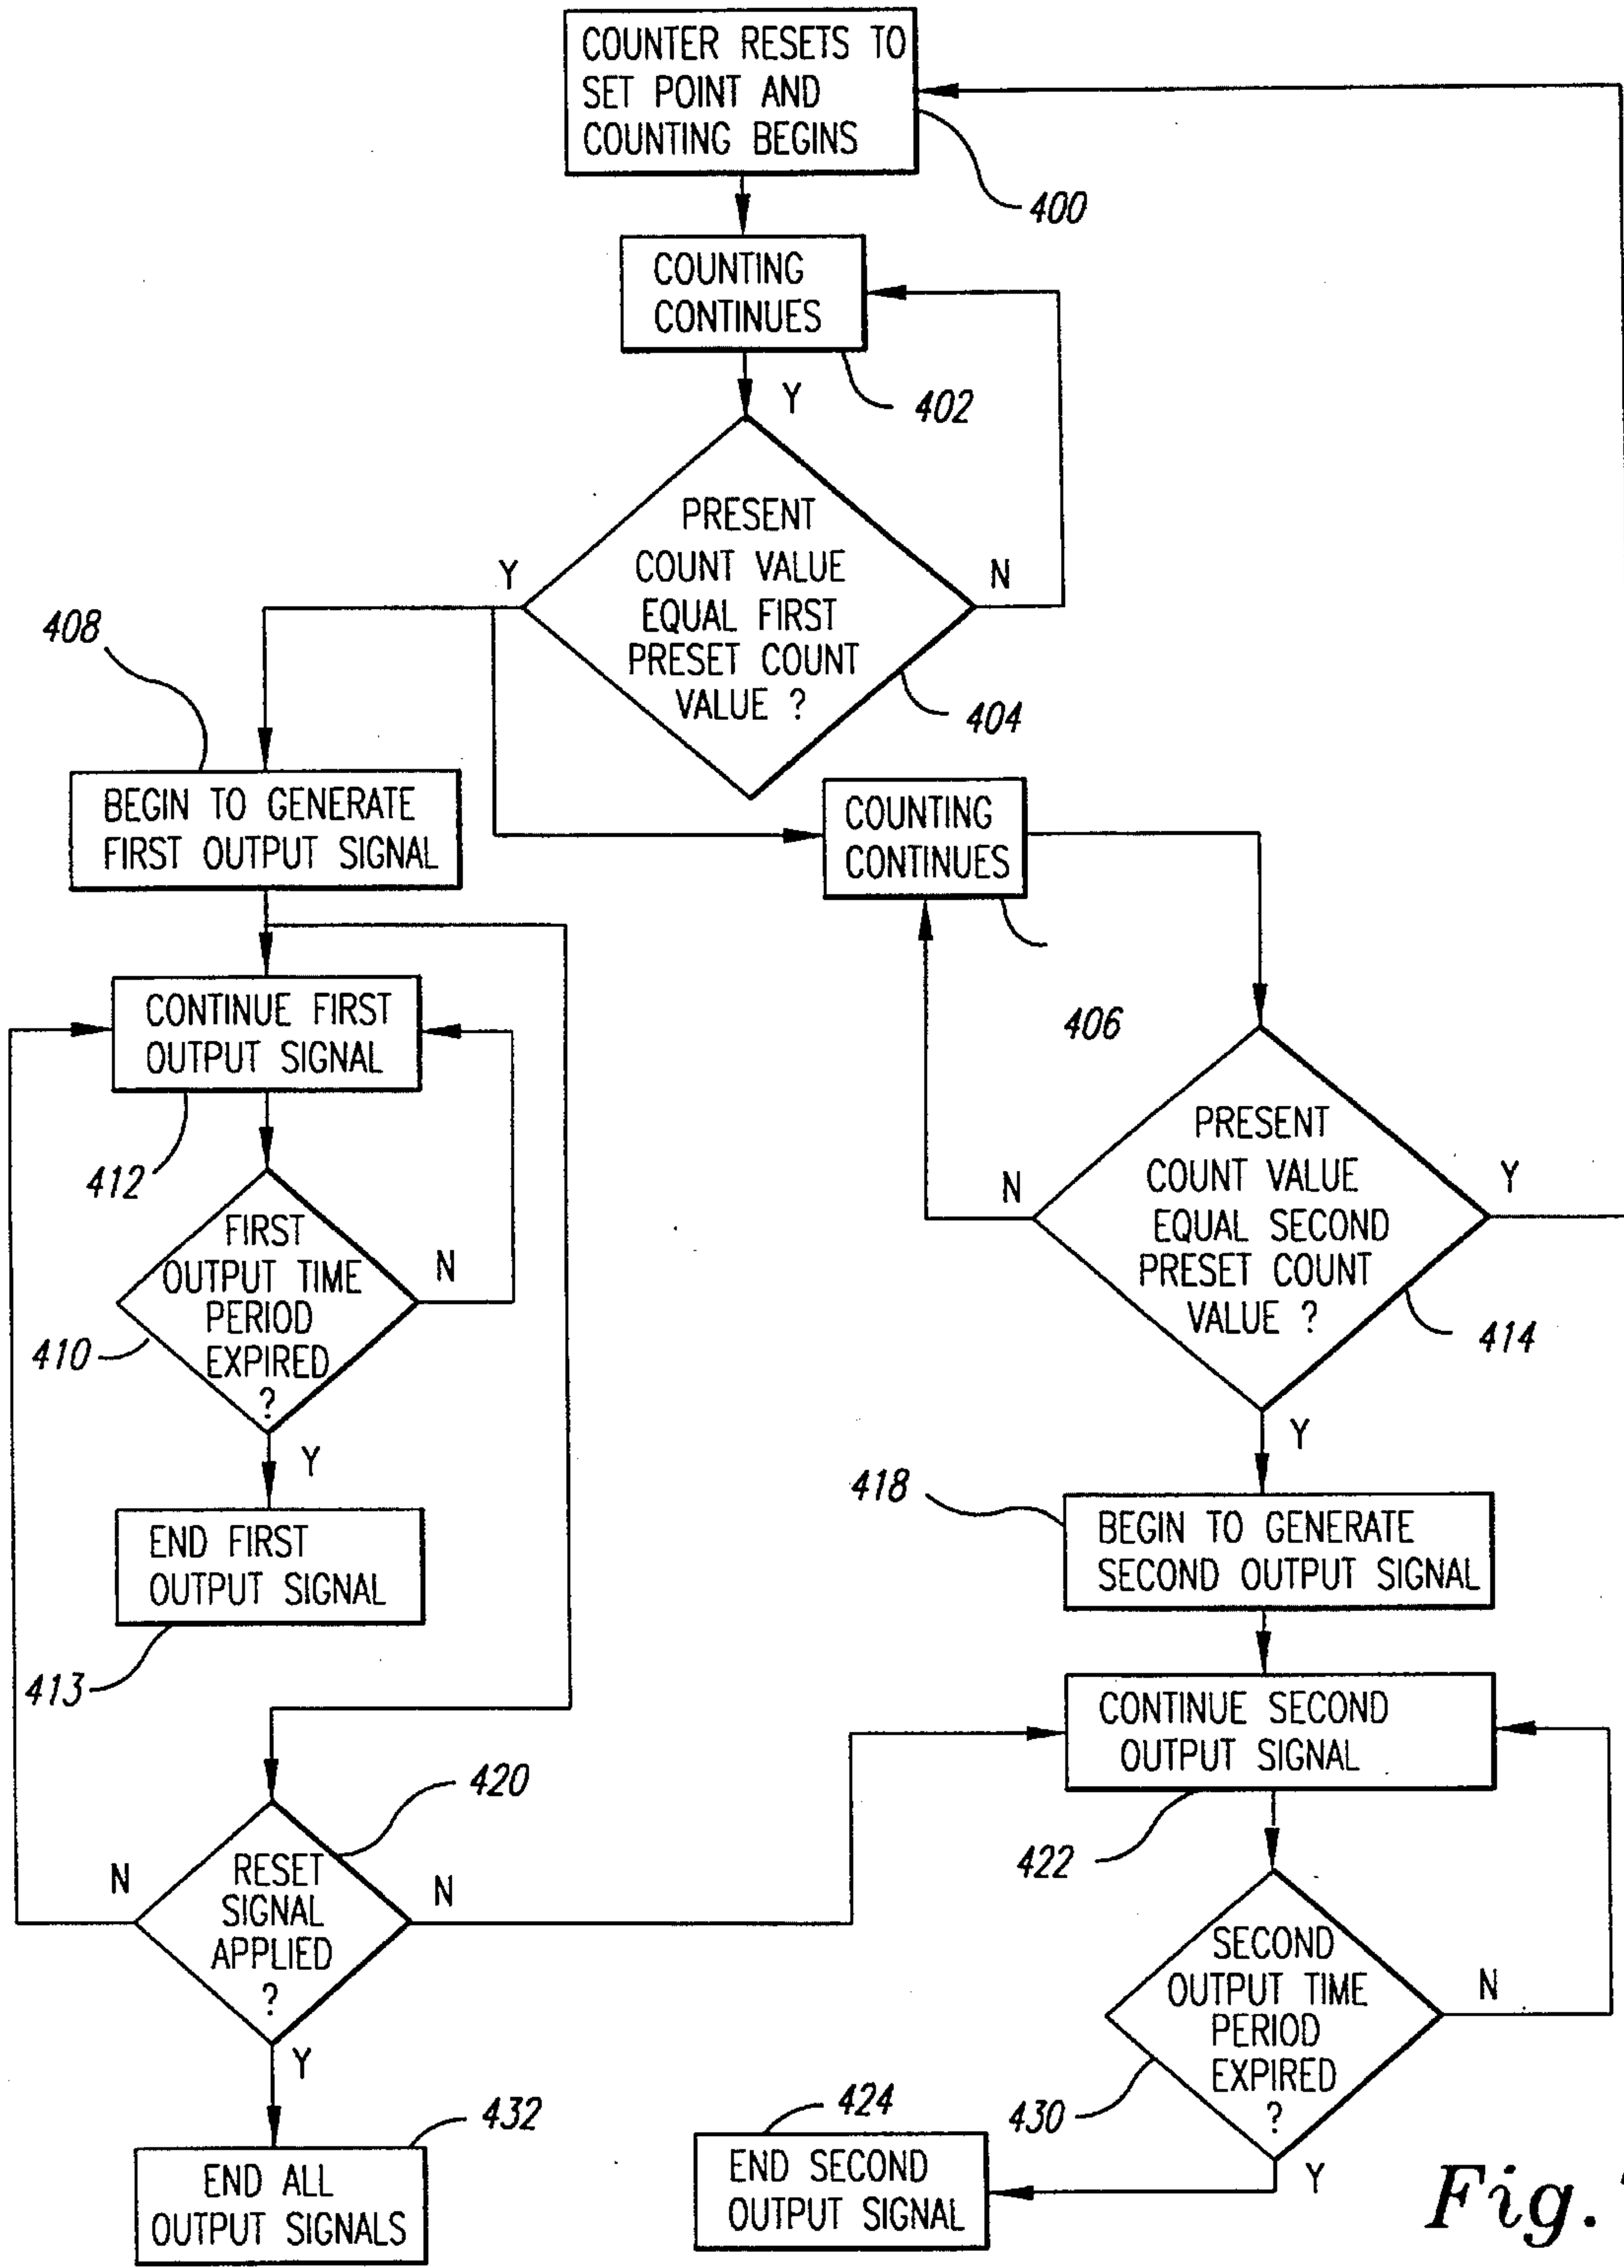 COUNTER RESETS TO
SET POINT AND
COUNTING BEGINS
400
COUNTING
CONTINUES
402
Y
PRESENT
COUNT VALUE
EQUAL FIRST
PRESET COUNT
VALUE ?
Y
N
404
408
BEGIN TO GENERATE
FIRST OUTPUT SIGNAL
COUNTING
CONTINUES
406
CONTINUE FIRST
OUTPUT SIGNAL
412
FIRST
OUTPUT TIME
PERIOD
EXPIRED
?
N
410
Y
PRESENT
COUNT VALUE
EQUAL SECOND
PRESET COUNT
VALUE ?
N
Y
414
Y
END FIRST
OUTPUT SIGNAL
413
418
BEGIN TO GENERATE
SECOND OUTPUT SIGNAL
CONTINUE SECOND
OUTPUT SIGNAL
422
420
RESET
SIGNAL
APPLIED
?
N
N
Y
SECOND
OUTPUT TIME
PERIOD
EXPIRED
?
N
430
Y
432
END ALL
OUTPUT SIGNALS
424
END SECOND
OUTPUT SIGNAL
Fig.